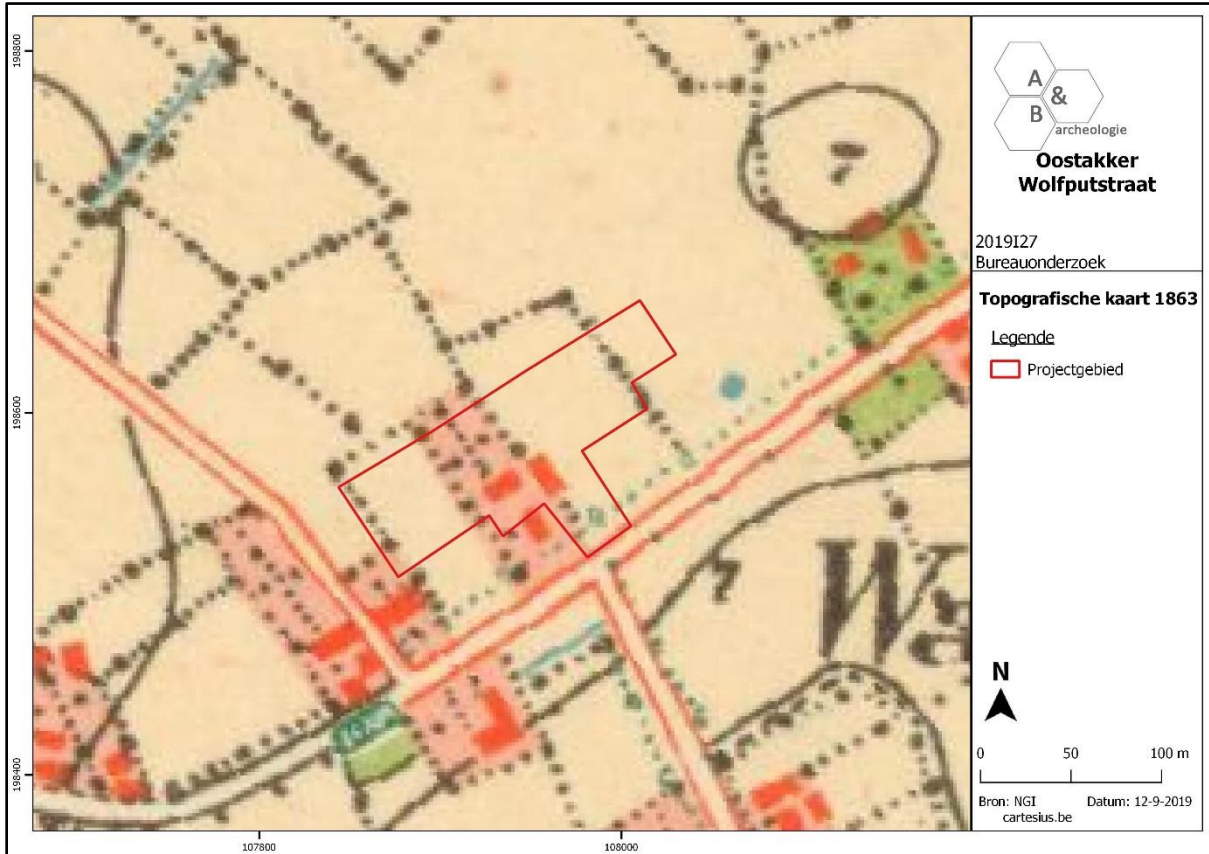 198800
198600
198400
107800
108000
Wa
A
&
B
archeologie
Oostakker
Wolfputstraat
2019I27
Bureauonderzoek
Topografische kaart 1863
Legende
Projectgebied
N
0 50 100 m
Bron: NGI Datum: 12-9-2019
cartesius.be